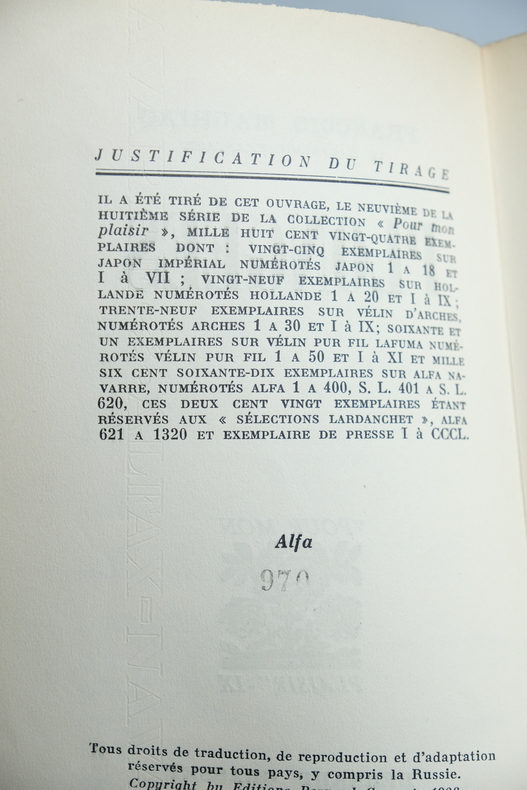 JUSTIFICATION DU TIRAGE
IL A ÉTÉ TIRÉ DE CET OUVRAGE, LE NEUVIÈME DE LA
HUITIÈME SÉRIE DE LA COLLECTION « Pour mon
plaisir », MILLE HUIT CENT VINGT-QUATRE EXEM-
PLAIRES DONT : VINGT-CINQ EXEMPLAIRES SUR
JAPON IMPÉRIAL NUMÉROTÉS JAPON 1 A 18 ET
I à VII ; VINGT-NEUF EXEMPLAIRES SUR HOL-
LANDE NUMÉROTÉS HOLLANDE 1 A 20 ET I à IX ;
TRENTE-NEUF EXEMPLAIRES SUR VÉLIN D'ARCHES,
NUMÉROTÉS ARCHES 1 A 30 ET I à IX; SOIXANTE ET
UN EXEMPLAIRES SUR VÉLIN PUR FIL LAFUMA NUMÉ-
ROTÉS VÉLIN PUR FIL 1 A 50 ET I à XI ET MILLE
SIX CENT SOIXANTE-DIX EXEMPLAIRES SUR ALFA NA-
VARRE, NUMÉROTÉS ALFA 1 A 400, S. L. 401 A S. L.
620, CES DEUX CENT VINGT EXEMPLAIRES ÉTANT
RÉSERVÉS AUX « SÉLECTIONS LARDANCHET », ALFA
621 A 1320 ET EXEMPLAIRE DE PRESSE I à CCCL.
Alfa
970
Tous droits de traduction, de reproduction et d'adaptation
réservés pour tous pays, y compris la Russie.
Copyright by Editions